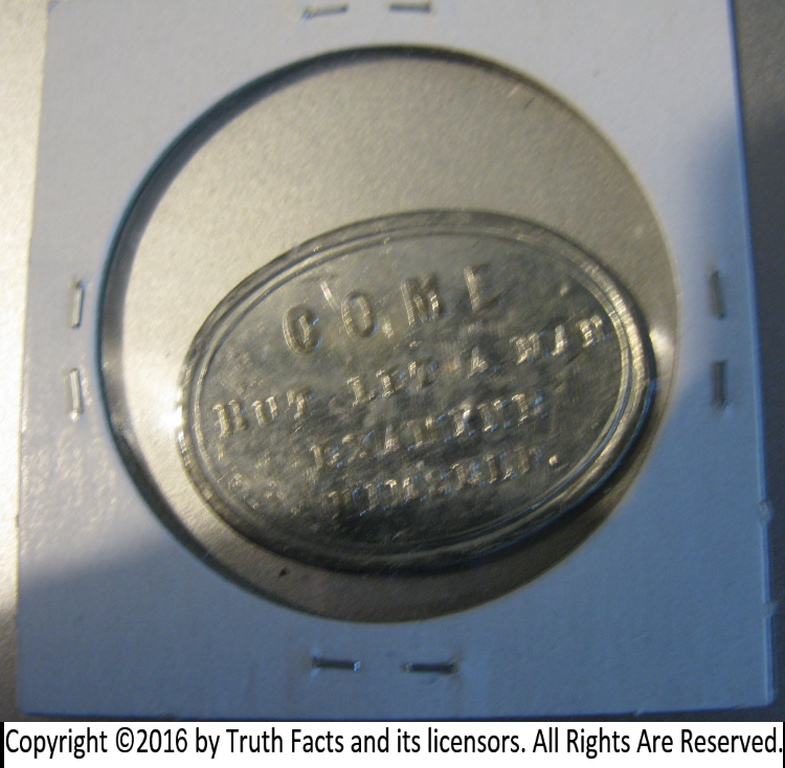 COME
BUT LET A MAN
EXAMINE
HIMSELF.
Copyright ©2016 by Truth Facts and its licensors. All Rights Are Reserved.